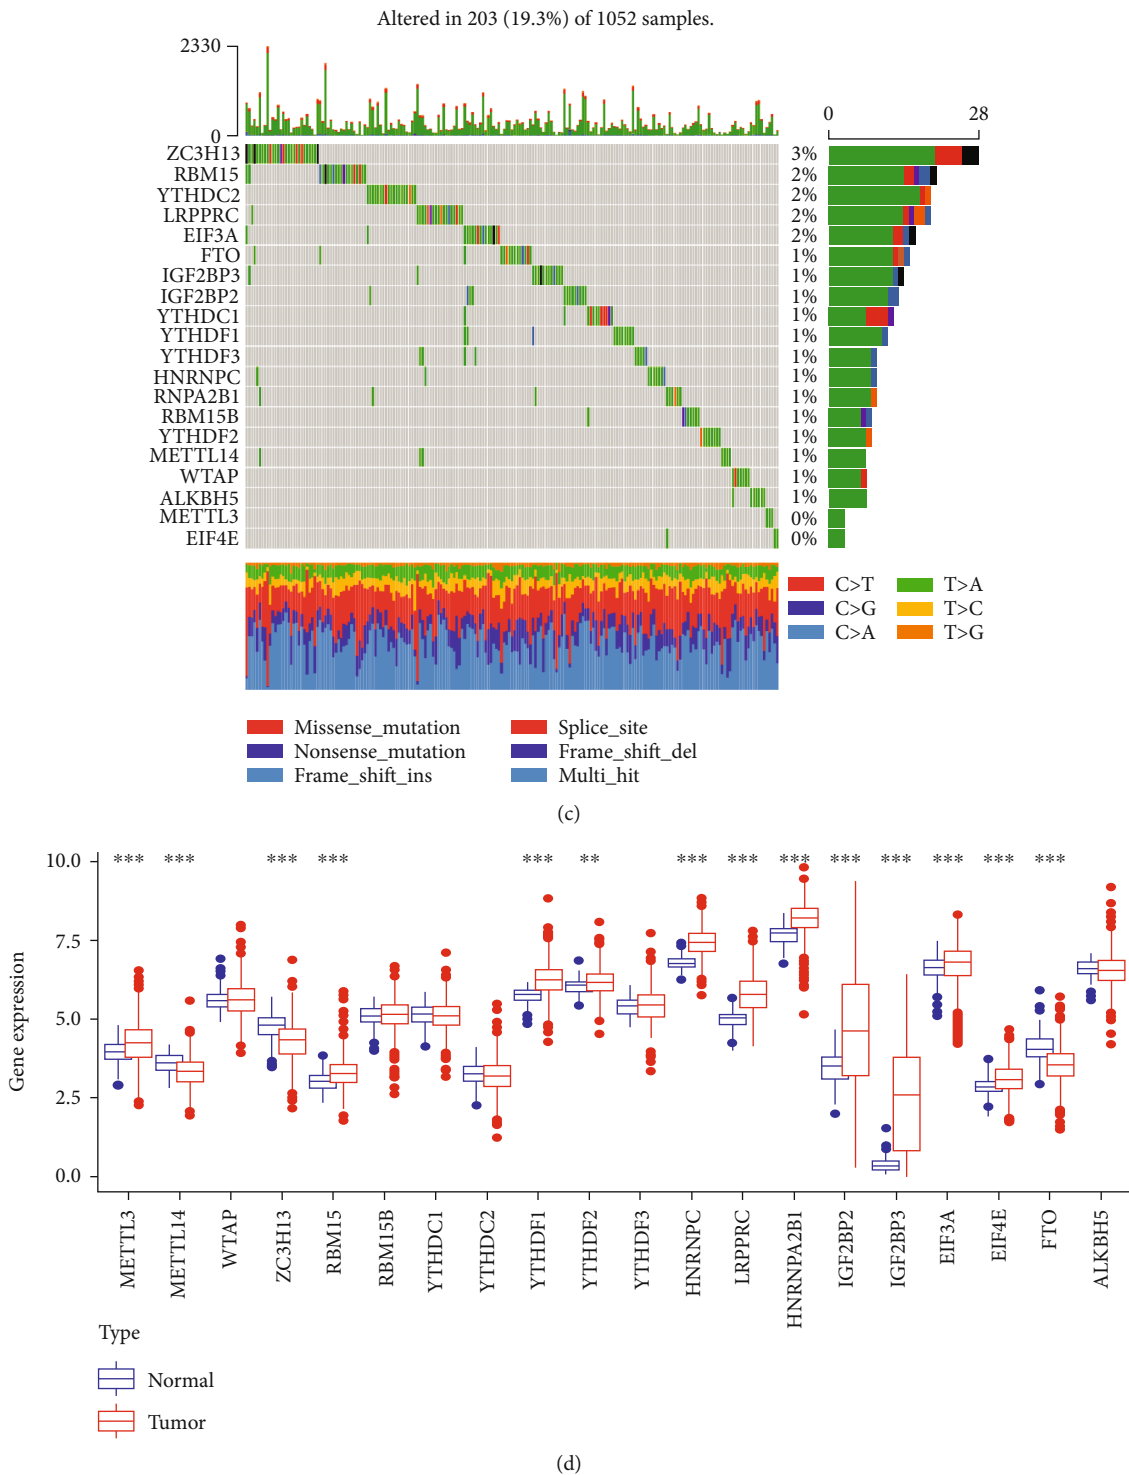 Altered in 203 (19.3%) of 1052 samples.
2330
0
0 28
ZC3H13 3%
RBM15 2%
YTHDC2 2%
LRPPRC 2%
EIF3A 2%
FTO 1%
IGF2BP3 1%
IGF2BP2 1%
YTHDC1 1%
YTHDF1 1%
YTHDF3 1%
HNRNPC 1%
RNPA2B1 1%
RBM15B 1%
YTHDF2 1%
METTL14 1%
WTAP 1%
ALKBH5 1%
METTL3 0%
EIF4E 0%
C>T T>A
C>G T>C
C>A T>G
Missense_mutation Splice_site
Nonsense_mutation Frame_shift_del
Frame_shift_ins Multi_hit
(c)
*** *** *** *** *** ** *** *** *** *** *** *** *** ***
10.0
7.5
5.0
2.5
0.0
Gene expression
METTL3
METTL14
WTAP
ZC3H13
RBM15
RBM15B
YTHDC1
YTHDC2
YTHDF1
YTHDF2
YTHDF3
HNRNPC
LRPPRC
HNRNPA2B1
IGF2BP2
IGF2BP3
EIF3A
EIF4E
FTO
ALKBH5
Type
Normal
Tumor
(d)